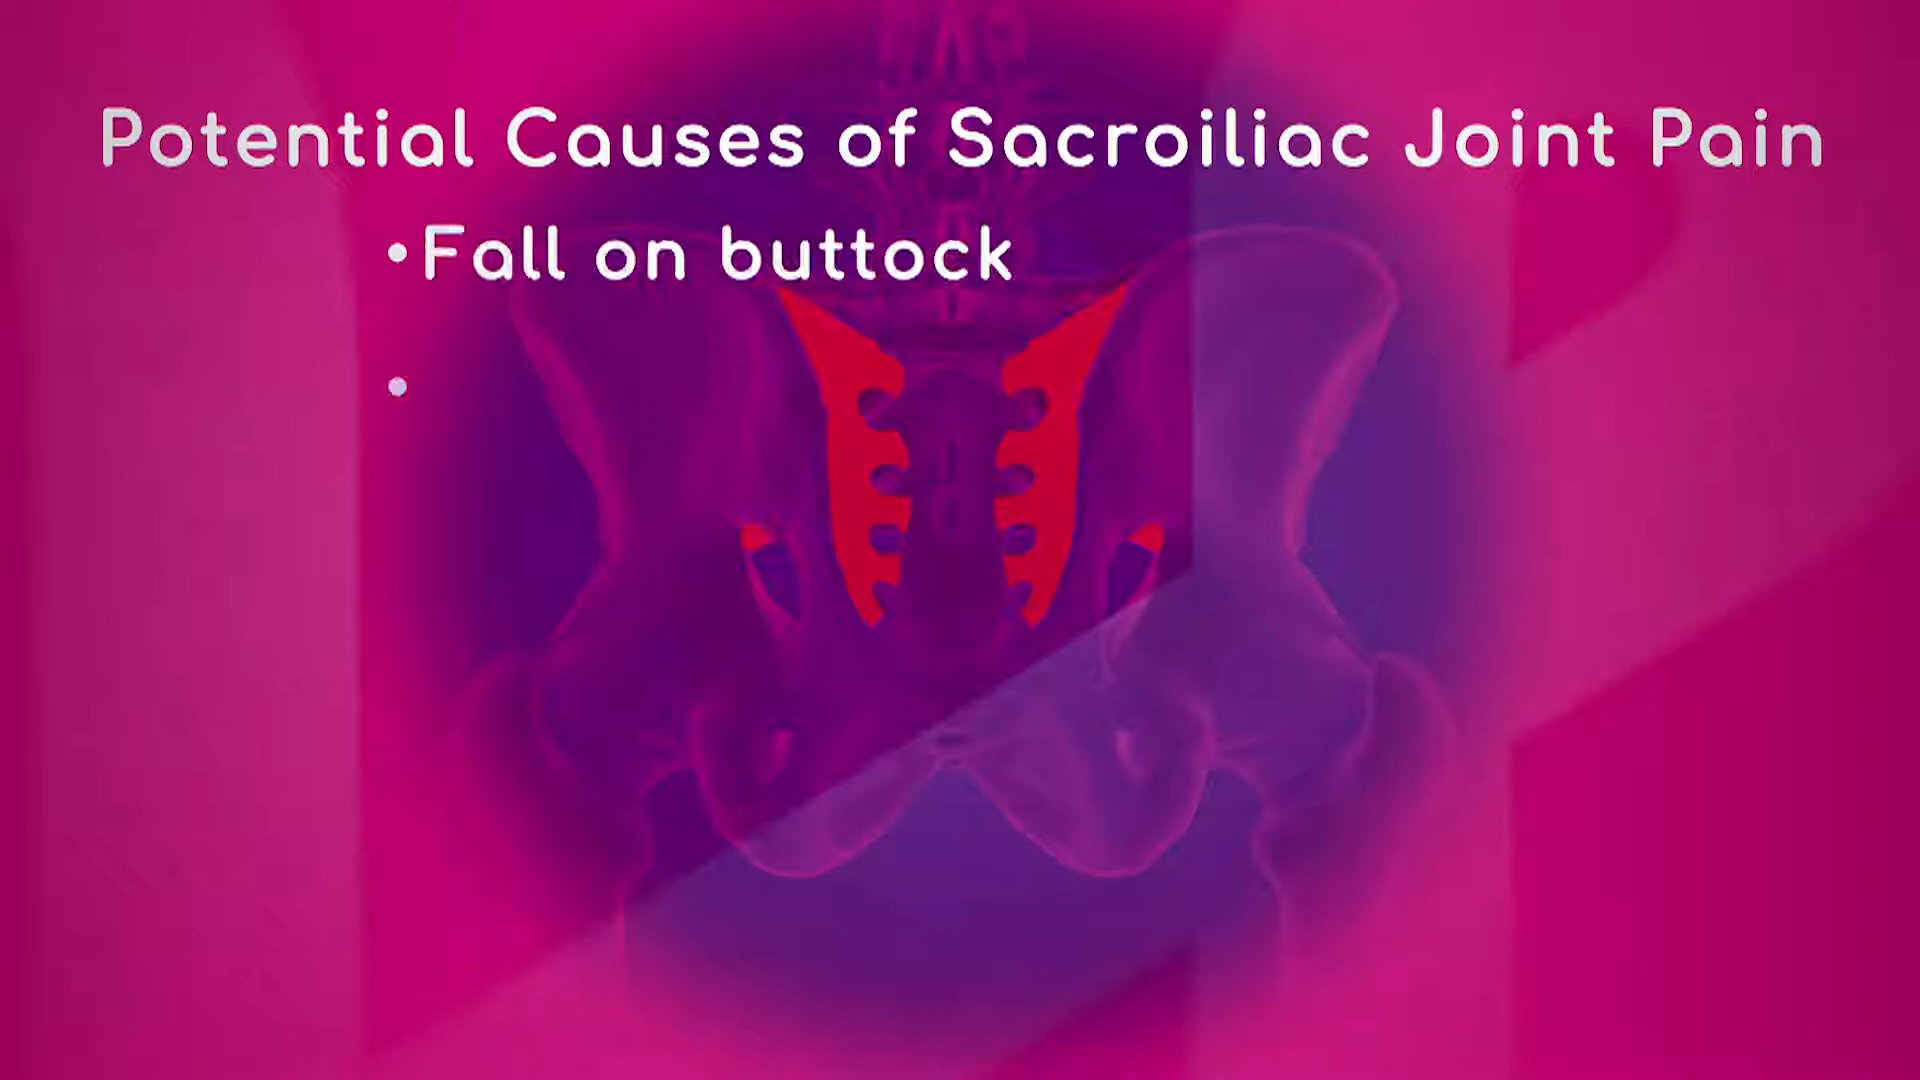 Potential Causes of Sacroiliac Joint Pain
•Fall on buttock
•